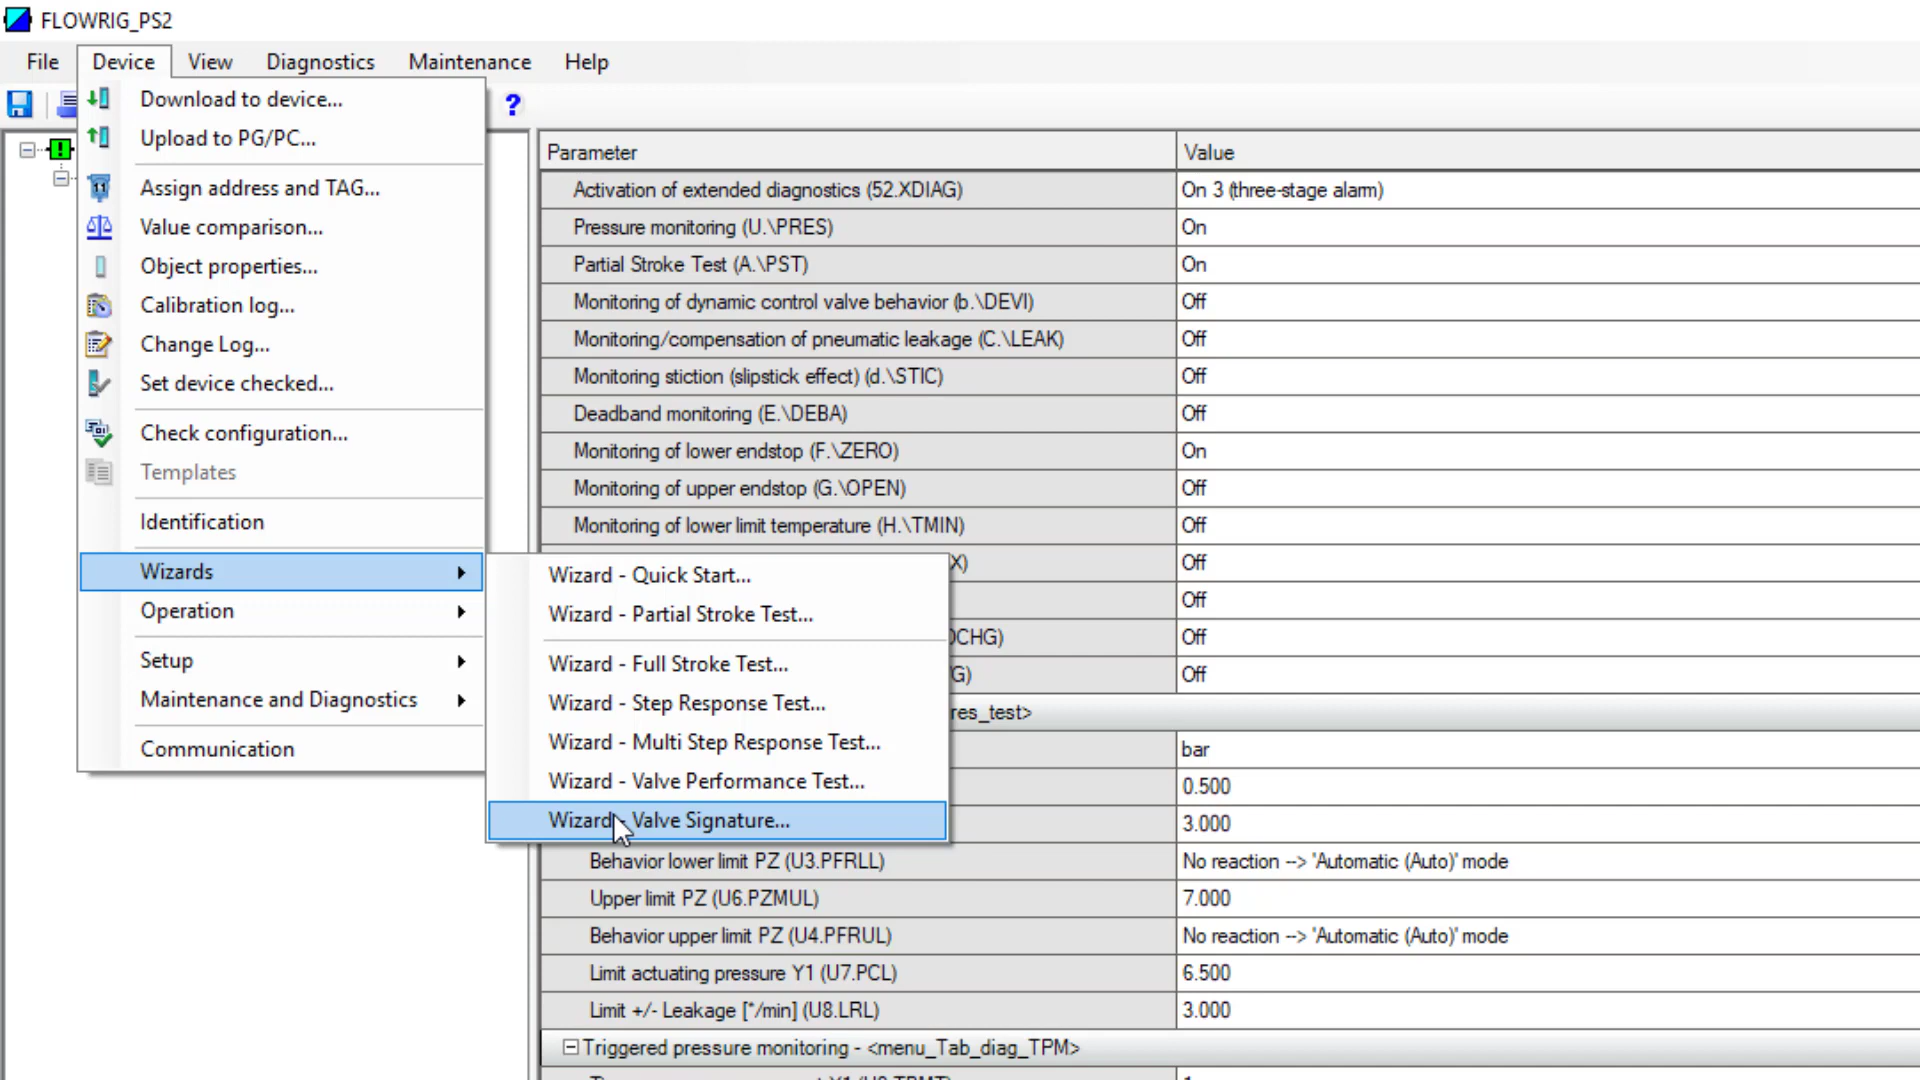 FLOWRIG_PS2
File Device View Diagnostics Maintenance Help
?
Download to device...
Upload to PG/PC...
Assign address and TAG...
Value comparison...
Object properties...
Calibration log...
Change Log...
Set device checked...
Check configuration...
Templates
Identification
Wizards
Operation
Setup
Maintenance and Diagnostics
Communication
Wizard - Quick Start...
Wizard - Partial Stroke Test...
Wizard - Full Stroke Test...
Wizard - Step Response Test...
Wizard - Multi Step Response Test...
Wizard - Valve Performance Test...
Wizard - Valve Signature...
Parameter Value
Activation of extended diagnostics (52.XDIAG) On 3 (three-stage alarm)
Pressure monitoring (U.\PRES) On
Partial Stroke Test (A.\PST) On
Monitoring of dynamic control valve behavior (b.\DEVI) Off
Monitoring/compensation of pneumatic leakage (C.\LEAK) Off
Monitoring stiction (slipstick effect) (d.\STIC) Off
Deadband monitoring (E.\DEBA) Off
Monitoring of lower endstop (F.\ZERO) On
Monitoring of upper endstop (G.\OPEN) Off
Monitoring of lower limit temperature (H.\TMIN) Off
X) Off
Off
OCHG) Off
G) Off
res_test>
bar
0.500
3.000
Behavior lower limit PZ (U3.PFRLL) No reaction --> 'Automatic (Auto)' mode
Upper limit PZ (U6.PZMUL) 7.000
Behavior upper limit PZ (U4.PFRUL) No reaction --> 'Automatic (Auto)' mode
Limit actuating pressure Y1 (U7.PCL) 6.500
Limit +/- Leakage [*/min] (U8.LRL) 3.000
Triggered pressure monitoring - <menu_Tab_diag_TPM>